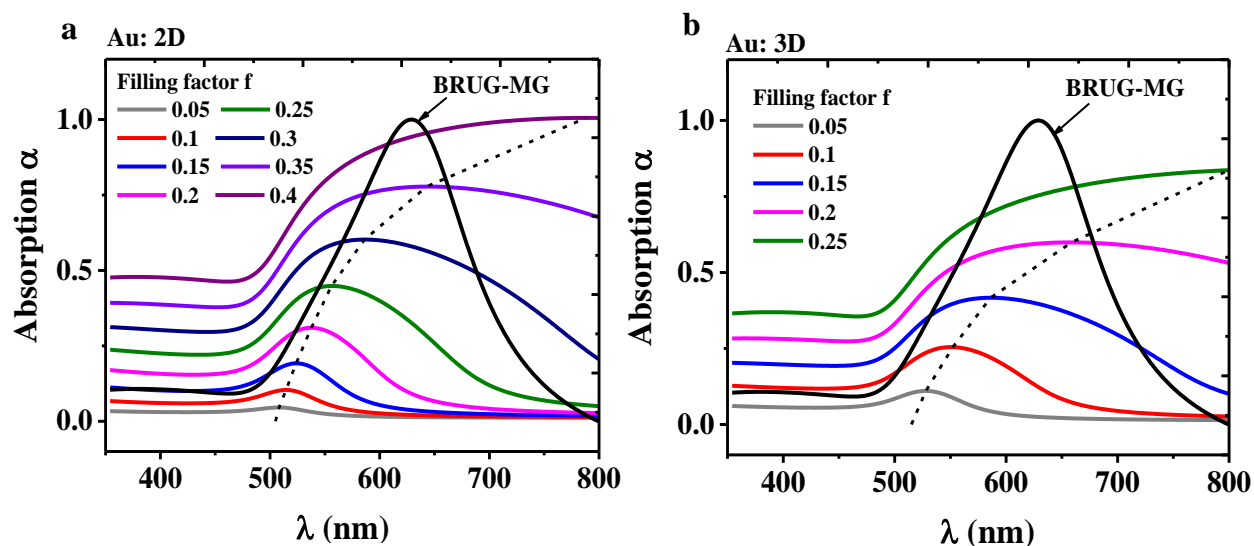 a
Au: 2D
Filling factor f
0.05 0.25
0.1 0.3
0.15 0.35
0.2 0.4
BRUG-MG
1.0
0.5
0.0
Absorption α
400 500 600 700 800
λ (nm)
b
Au: 3D
Filling factor f
0.05
0.1
0.15
0.2
0.25
BRUG-MG
1.0
0.5
0.0
Absorption α
400 500 600 700 800
λ (nm)